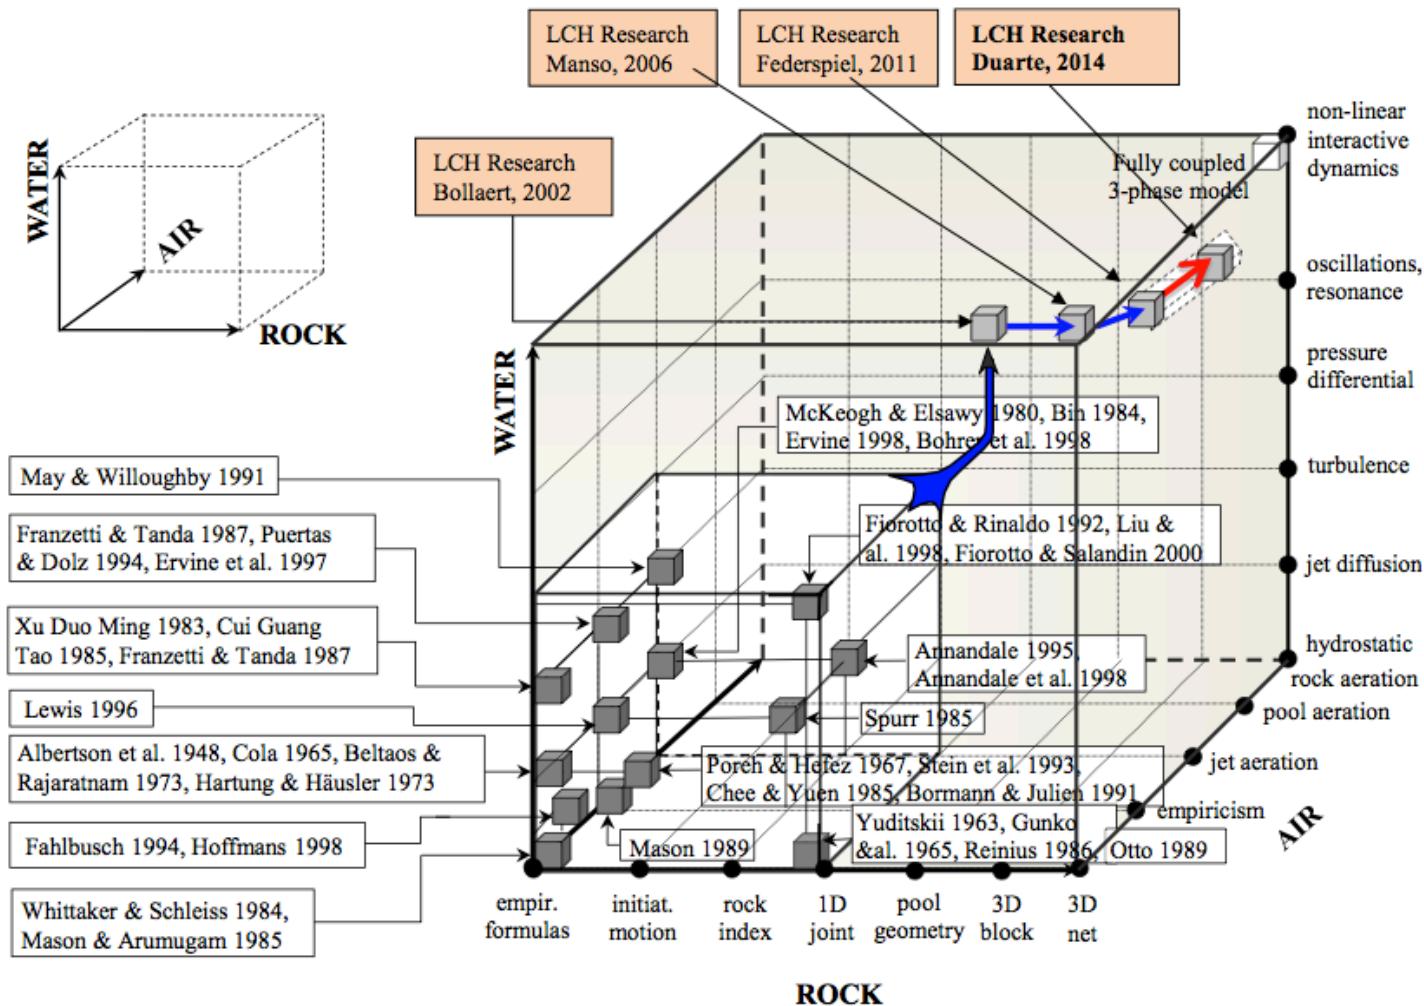 LCH Research
Manso, 2006
LCH Research
Federspiel, 2011
LCH Research
Duarte, 2014
non-linear
interactive
dynamics
WATER
AIR
ROCK
LCH Research
Bollaert, 2002
Fully coupled
3-phase model
oscillations,
resonance
pressure
differential
WATER
McKeogh & Elsawy 1980, Bin 1984,
Ervine 1998, Bohrer et al. 1998
turbulence
May & Willoughby 1991
Franzetti & Tanda 1987, Puertas
& Dolz 1994, Ervine et al. 1997
Fiorotto & Rinaldo 1992, Liu &
al. 1998, Fiorotto & Salandin 2000
jet diffusion
Xu Duo Ming 1983, Cui Guang
Tao 1985, Franzetti & Tanda 1987
Annandale 1995,
Annandale et al. 1998
hydrostatic
rock aeration
Lewis 1996
Spurr 1985
pool aeration
Albertson et al. 1948, Cola 1965, Beltaos &
Rajaratnam 1973, Hartung & Häusler 1973
Poreh & Hefez 1967, Stein et al. 1993,
Chee & Yuen 1985, Bormann & Julien 1991
jet aeration
empiricism
AIR
Fahlbusch 1994, Hoffmans 1998
Mason 1989
Yuditskii 1963, Gunko
&al. 1965, Reinius 1986,
Otto 1989
Whittaker & Schleiss 1984,
Mason & Arumugam 1985
empir.
formulas
initiat.
motion
rock
index
1D
joint
pool
geometry
3D
block
3D
net
ROCK